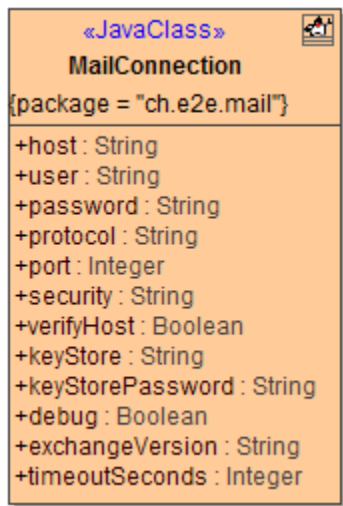 «JavaClass»
MailConnection
{package = "ch.e2e.mail"}
+host : String
+user : String
+password : String
+protocol : String
+port : Integer
+security : String
+verifyHost : Boolean
+keyStore : String
+keyStorePassword : String
+debug : Boolean
+exchangeVersion : String
+timeoutSeconds : Integer